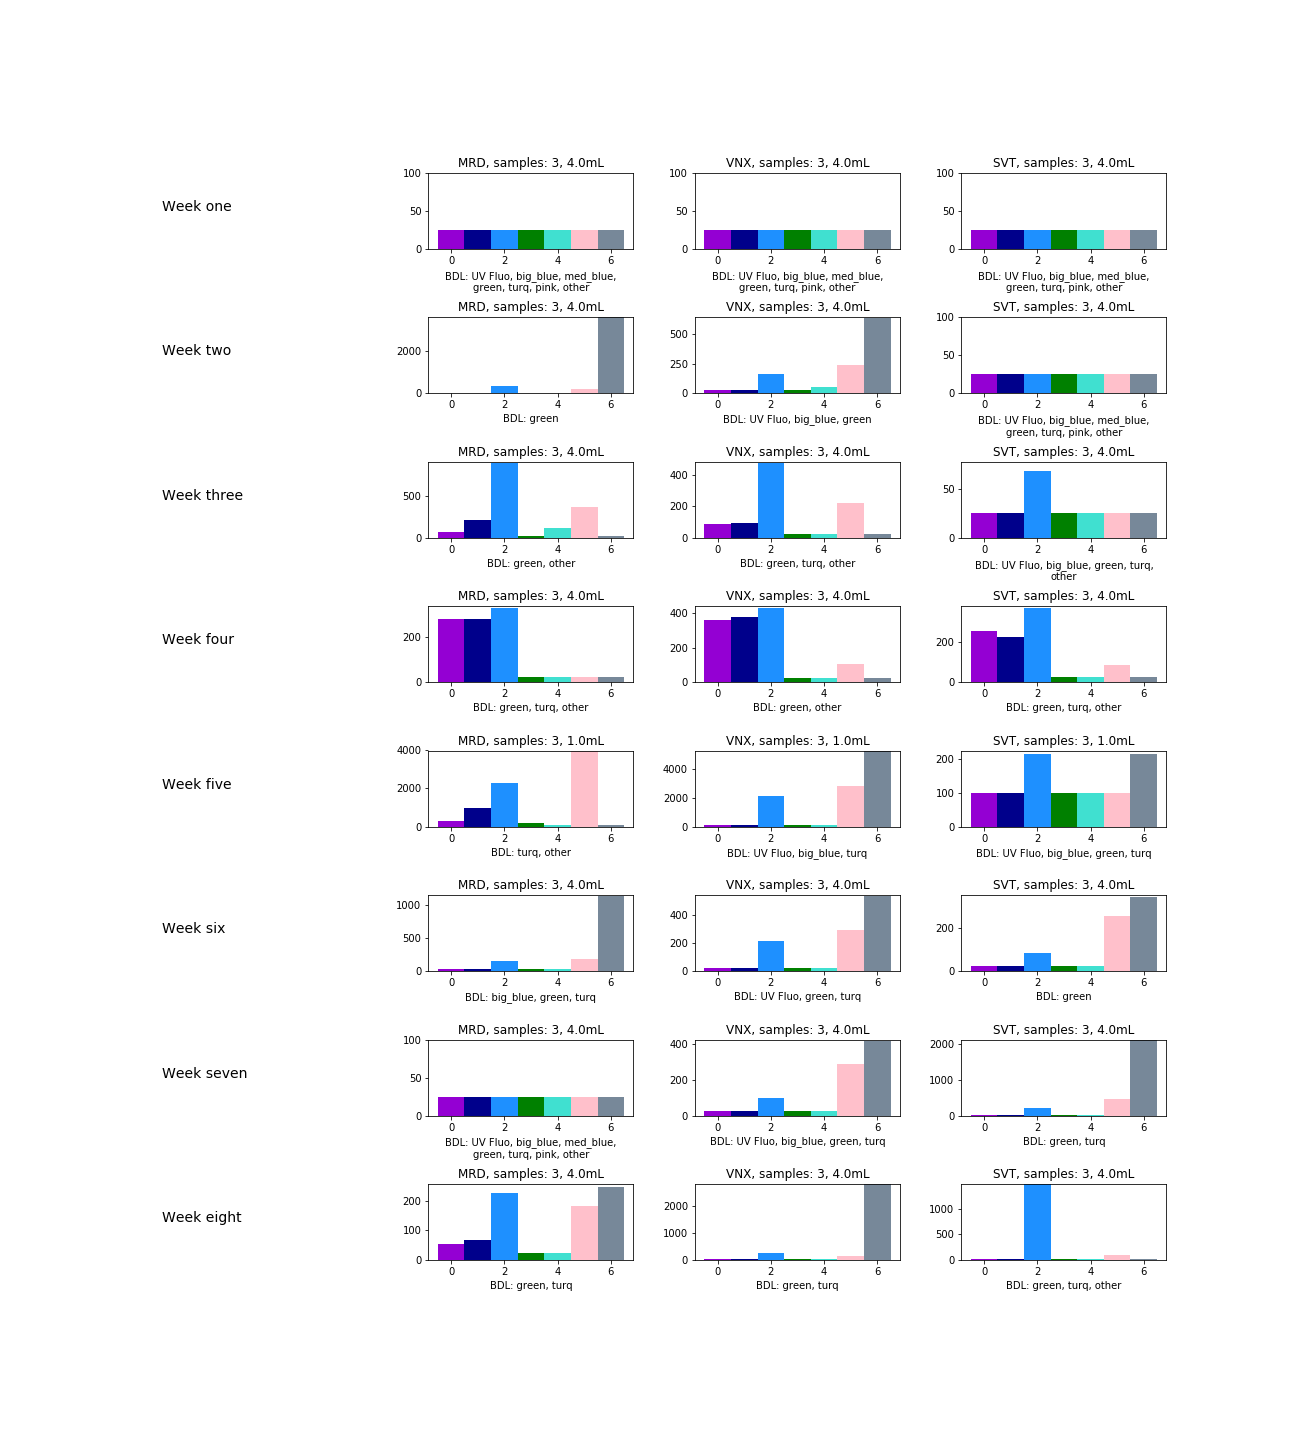 MRD, samples: 3, 4.0mL
VNX, samples: 3, 4.0mL
SVT, samples: 3, 4.0mL
Week one
100
50
0
0 2 4 6
BDL: UV Fluo, big_blue, med_blue,
green, turq, pink, other
100
50
0
0 2 4 6
BDL: UV Fluo, big_blue, med_blue,
green, turq, pink, other
100
50
0
0 2 4 6
BDL: UV Fluo, big_blue, med_blue,
green, turq, pink, other
MRD, samples: 3, 4.0mL
VNX, samples: 3, 4.0mL
SVT, samples: 3, 4.0mL
Week two
2000
0
0 2 4 6
BDL: green
500
250
0
0 2 4 6
BDL: UV Fluo, big_blue, green
100
50
0
0 2 4 6
BDL: UV Fluo, big_blue, med_blue,
green, turq, pink, other
MRD, samples: 3, 4.0mL
VNX, samples: 3, 4.0mL
SVT, samples: 3, 4.0mL
Week three
500
0
0 2 4 6
BDL: green, other
400
200
0
0 2 4 6
BDL: green, turq, other
50
0
0 2 4 6
BDL: UV Fluo, big_blue, green, turq,
other
MRD, samples: 3, 4.0mL
VNX, samples: 3, 4.0mL
SVT, samples: 3, 4.0mL
Week four
200
0
0 2 4 6
BDL: green, turq, other
400
200
0
0 2 4 6
BDL: green, other
200
0
0 2 4 6
BDL: green, turq, other
MRD, samples: 3, 1.0mL
VNX, samples: 3, 1.0mL
SVT, samples: 3, 1.0mL
Week five
4000
2000
0
0 2 4 6
BDL: turq, other
4000
2000
0
0 2 4 6
BDL: UV Fluo, big_blue, turq
200
100
0
0 2 4 6
BDL: UV Fluo, big_blue, green, turq
MRD, samples: 3, 4.0mL
VNX, samples: 3, 4.0mL
SVT, samples: 3, 4.0mL
Week six
1000
500
0
0 2 4 6
BDL: big_blue, green, turq
400
200
0
0 2 4 6
BDL: UV Fluo, green, turq
200
0
0 2 4 6
BDL: green
MRD, samples: 3, 4.0mL
VNX, samples: 3, 4.0mL
SVT, samples: 3, 4.0mL
Week seven
100
50
0
0 2 4 6
BDL: UV Fluo, big_blue, med_blue,
green, turq, pink, other
400
200
0
0 2 4 6
BDL: UV Fluo, big_blue, green, turq
2000
1000
0
0 2 4 6
BDL: green, turq
MRD, samples: 3, 4.0mL
VNX, samples: 3, 4.0mL
SVT, samples: 3, 4.0mL
Week eight
200
100
0
0 2 4 6
BDL: green, turq
2000
1000
0
0 2 4 6
BDL: green, turq
1000
500
0
0 2 4 6
BDL: green, turq, other